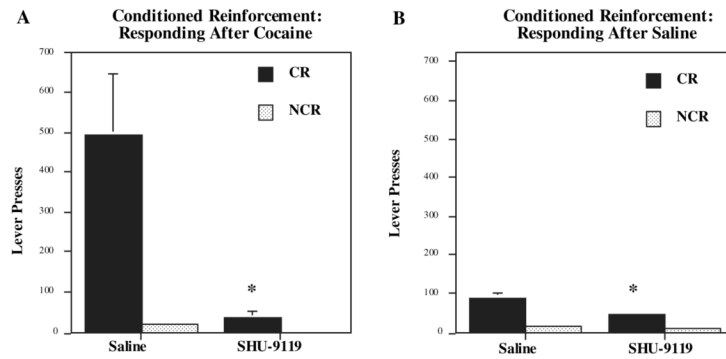 A
Conditioned Reinforcement:
Responding After Cocaine
700
600
500
400
300
200
100
0
Lever Presses
CR
NCR
*
Saline
SHU-9119
B
Conditioned Reinforcement:
Responding After Saline
700
600
500
400
300
200
100
0
Lever Presses
CR
NCR
*
Saline
SHU-9119